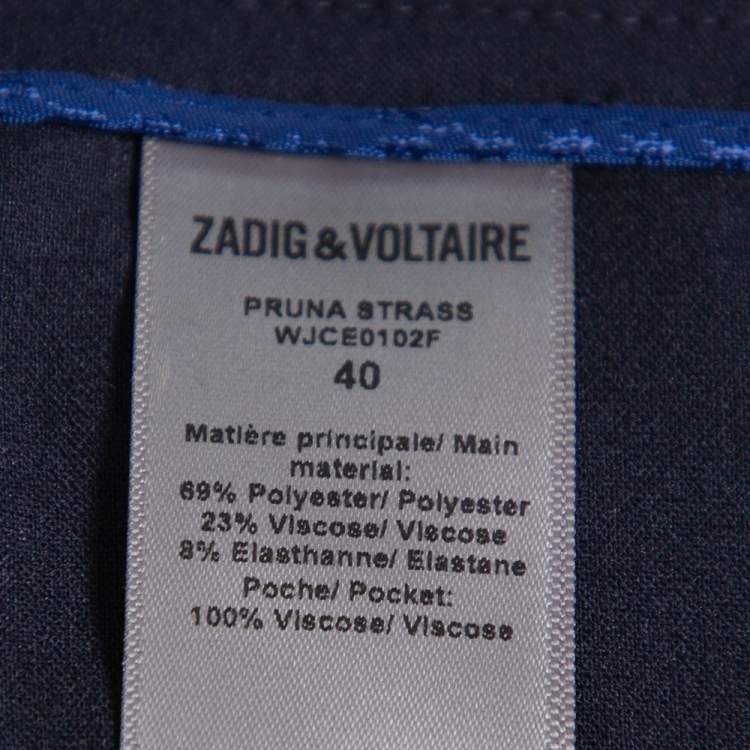 ZADIG & VOLTAIRE
PRUNA STRASS
WJCE0102F
40
Matière principale/ Main
material:
69% Polyester/ Polyester
23% Viscose/ Viscose
8% Elasthanne/ Elastane
Poche/ Pocket:
100% Viscose/ Viscose